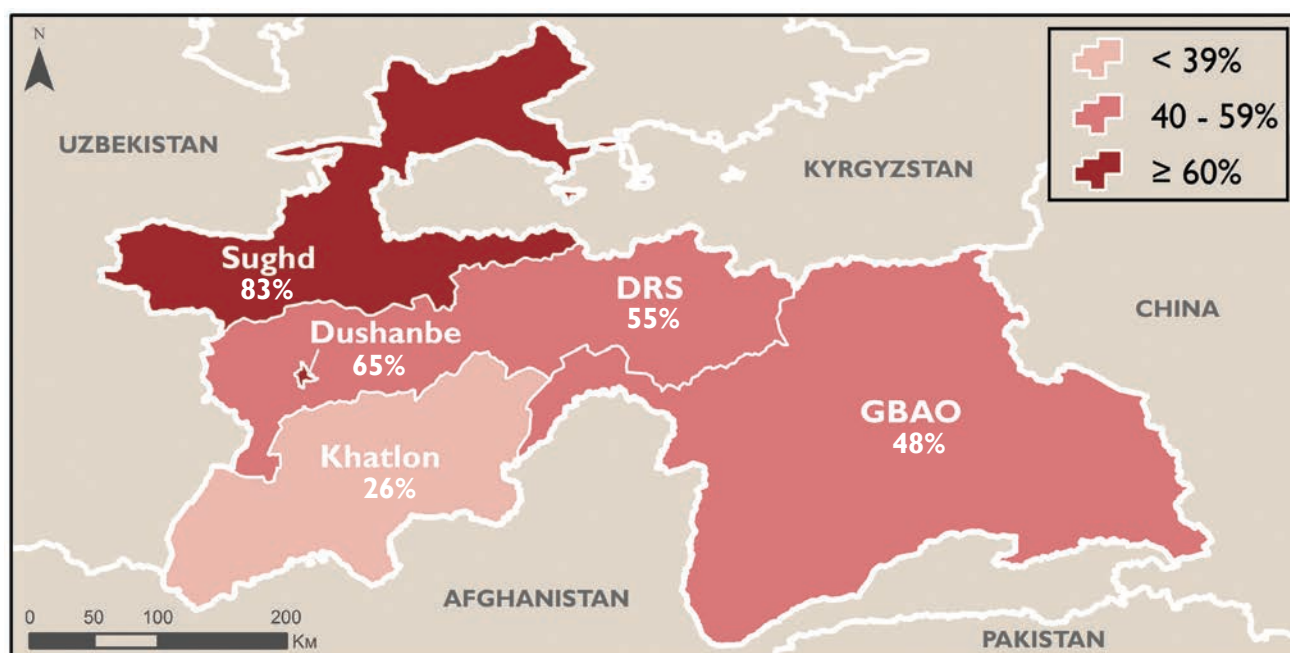 N
< 39%
40 - 59%
≥ 60%
UZBEKISTAN
KYRGYZSTAN
Sughd
83%
DRS
55%
CHINA
Dushanbe
65%
GBAO
48%
Khatlon
26%
AFGHANISTAN
PAKISTAN
0 50 100 200
Км